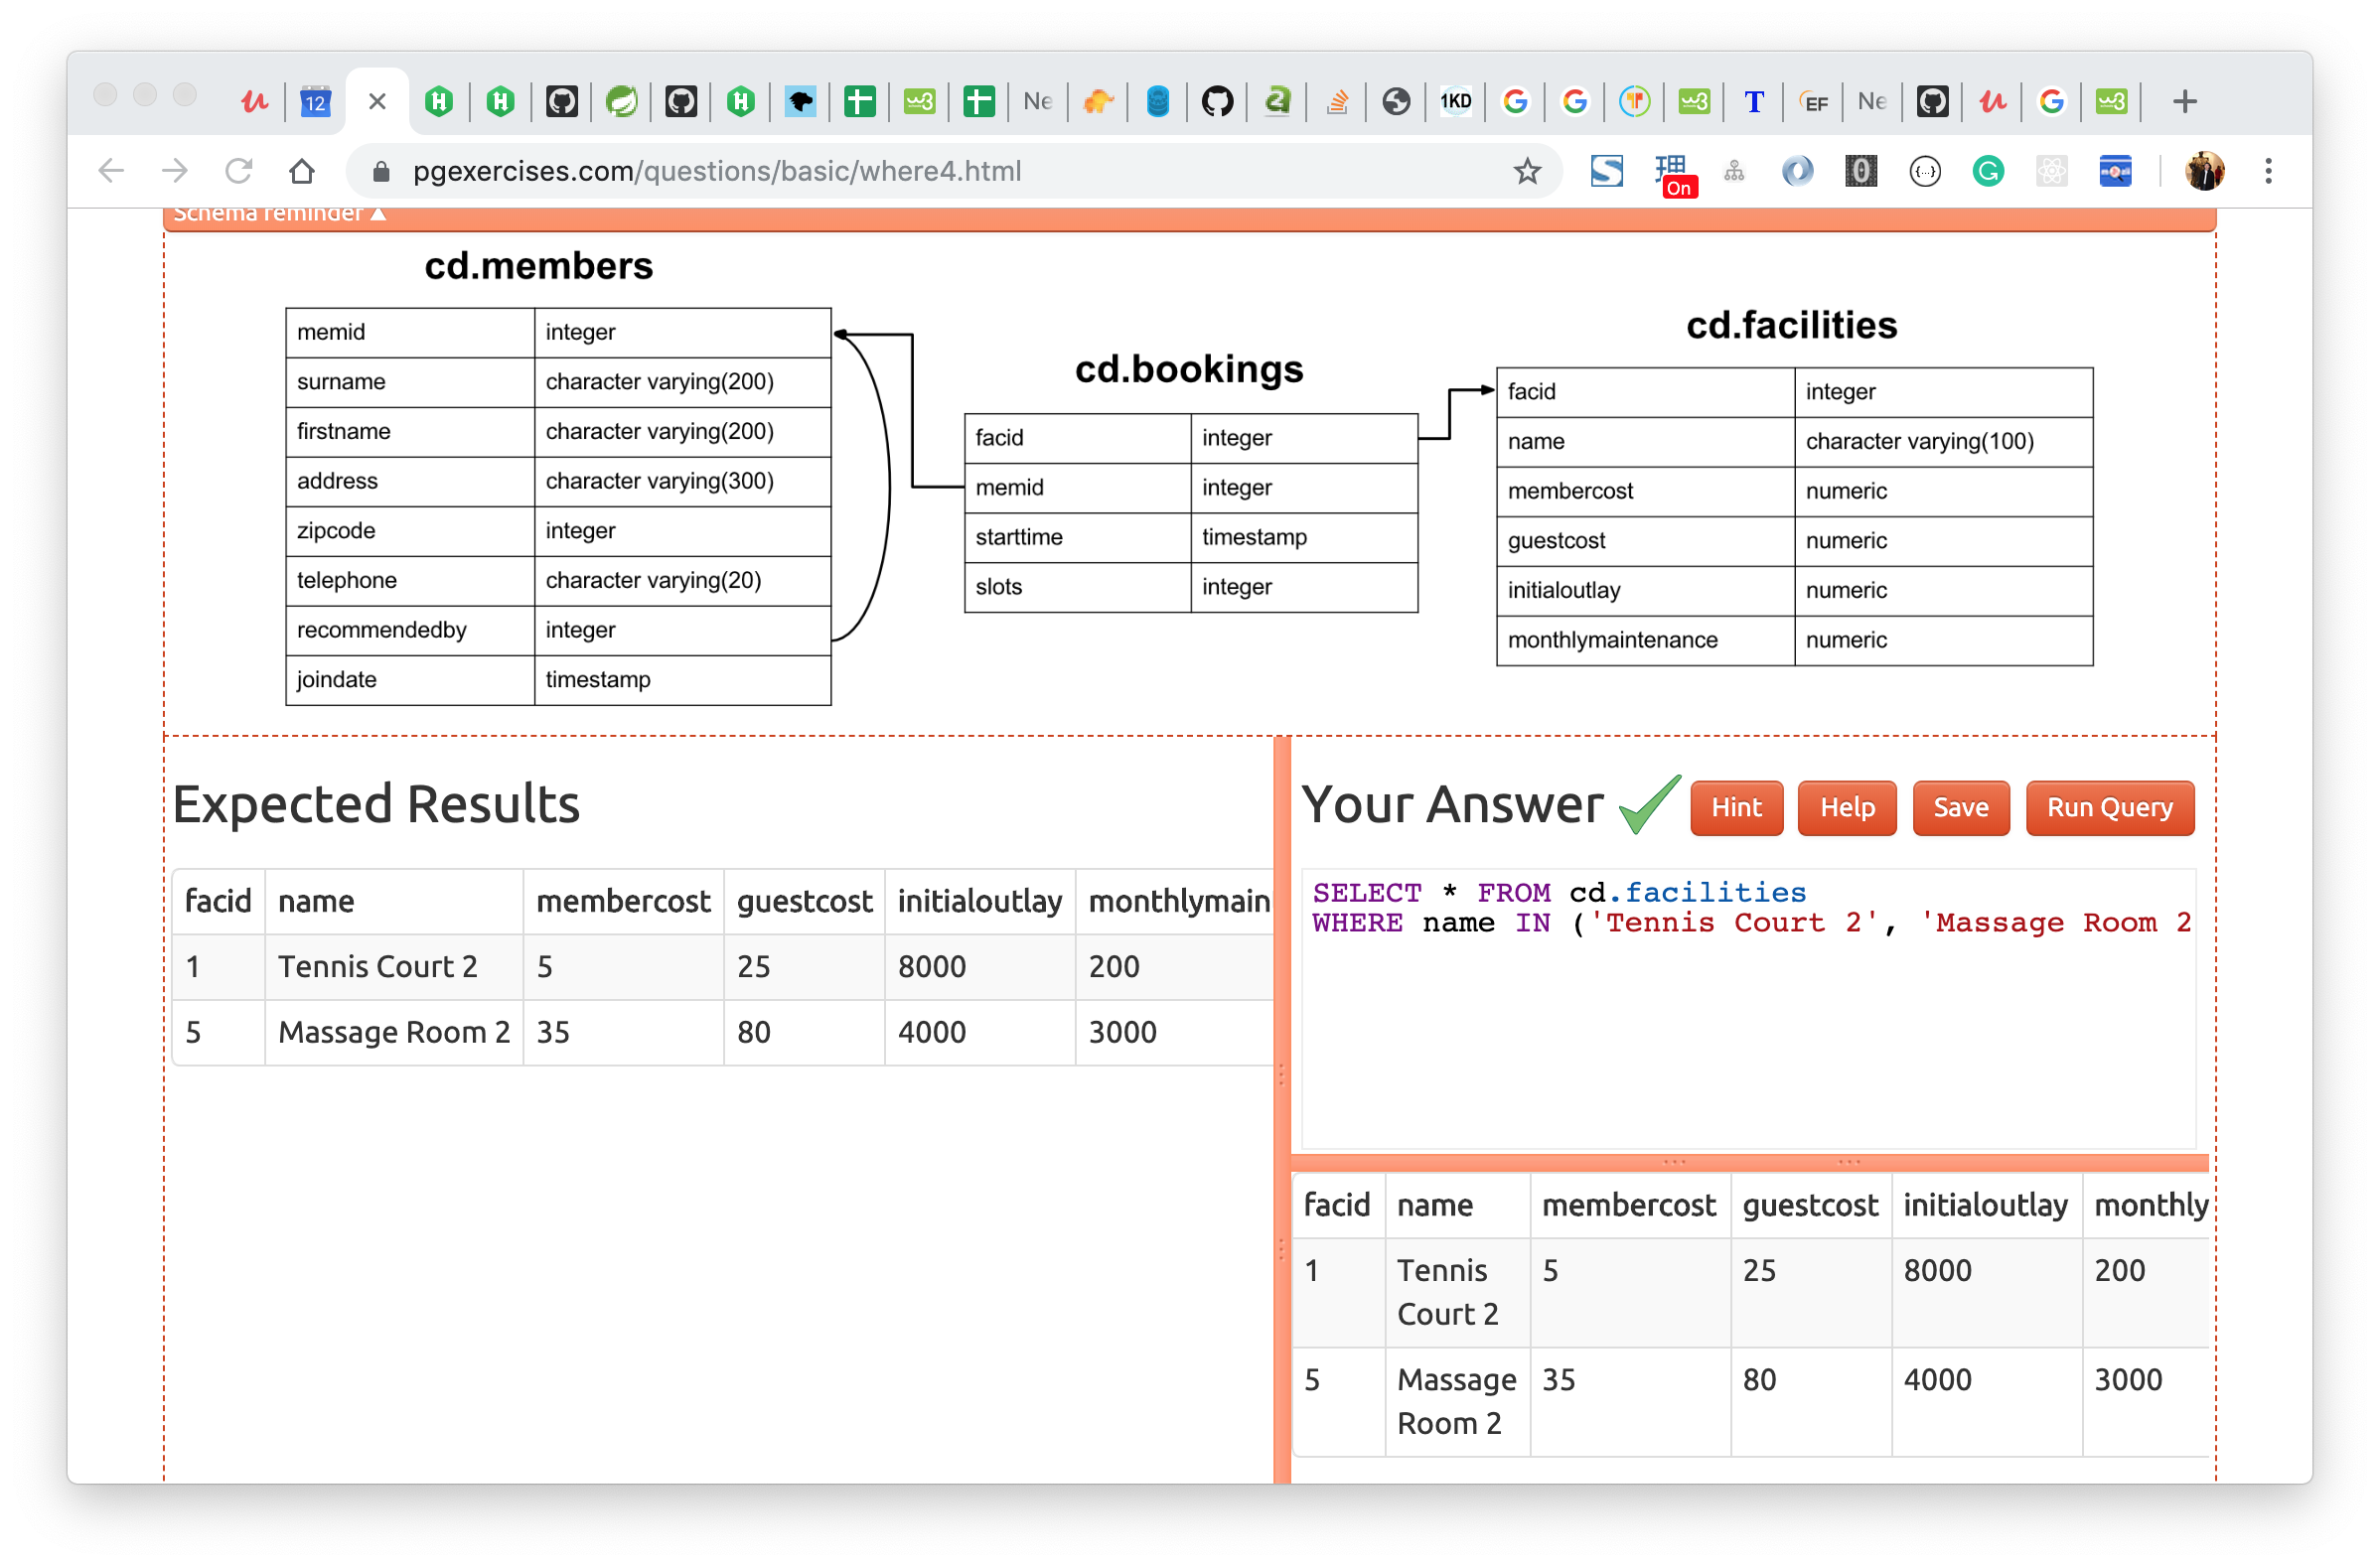 12
Ne
1KD
T
EF
Ne
pgexercises.com/questions/basic/where4.html
On
Schema reminder
cd.members
memid integer
surname character varying(200)
firstname character varying(200)
address character varying(300)
zipcode integer
telephone character varying(20)
recommendedby integer
joindate timestamp
cd.bookings
facid integer
memid integer
starttime timestamp
slots integer
cd.facilities
facid integer
name character varying(100)
membercost numeric
guestcost numeric
initialoutlay numeric
monthlymaintenance numeric
Expected Results
facid name membercost guestcost initialoutlay monthlymain
1 Tennis Court 2 5 25 8000 200
5 Massage Room 2 35 80 4000 3000
Your Answer Hint Help Save Run Query
SELECT * FROM cd.facilities
WHERE name IN ('Tennis Court 2', 'Massage Room 2
facid name membercost guestcost initialoutlay monthly
1 Tennis 5 25 8000 200
Court 2
5 Massage 35 80 4000 3000
Room 2